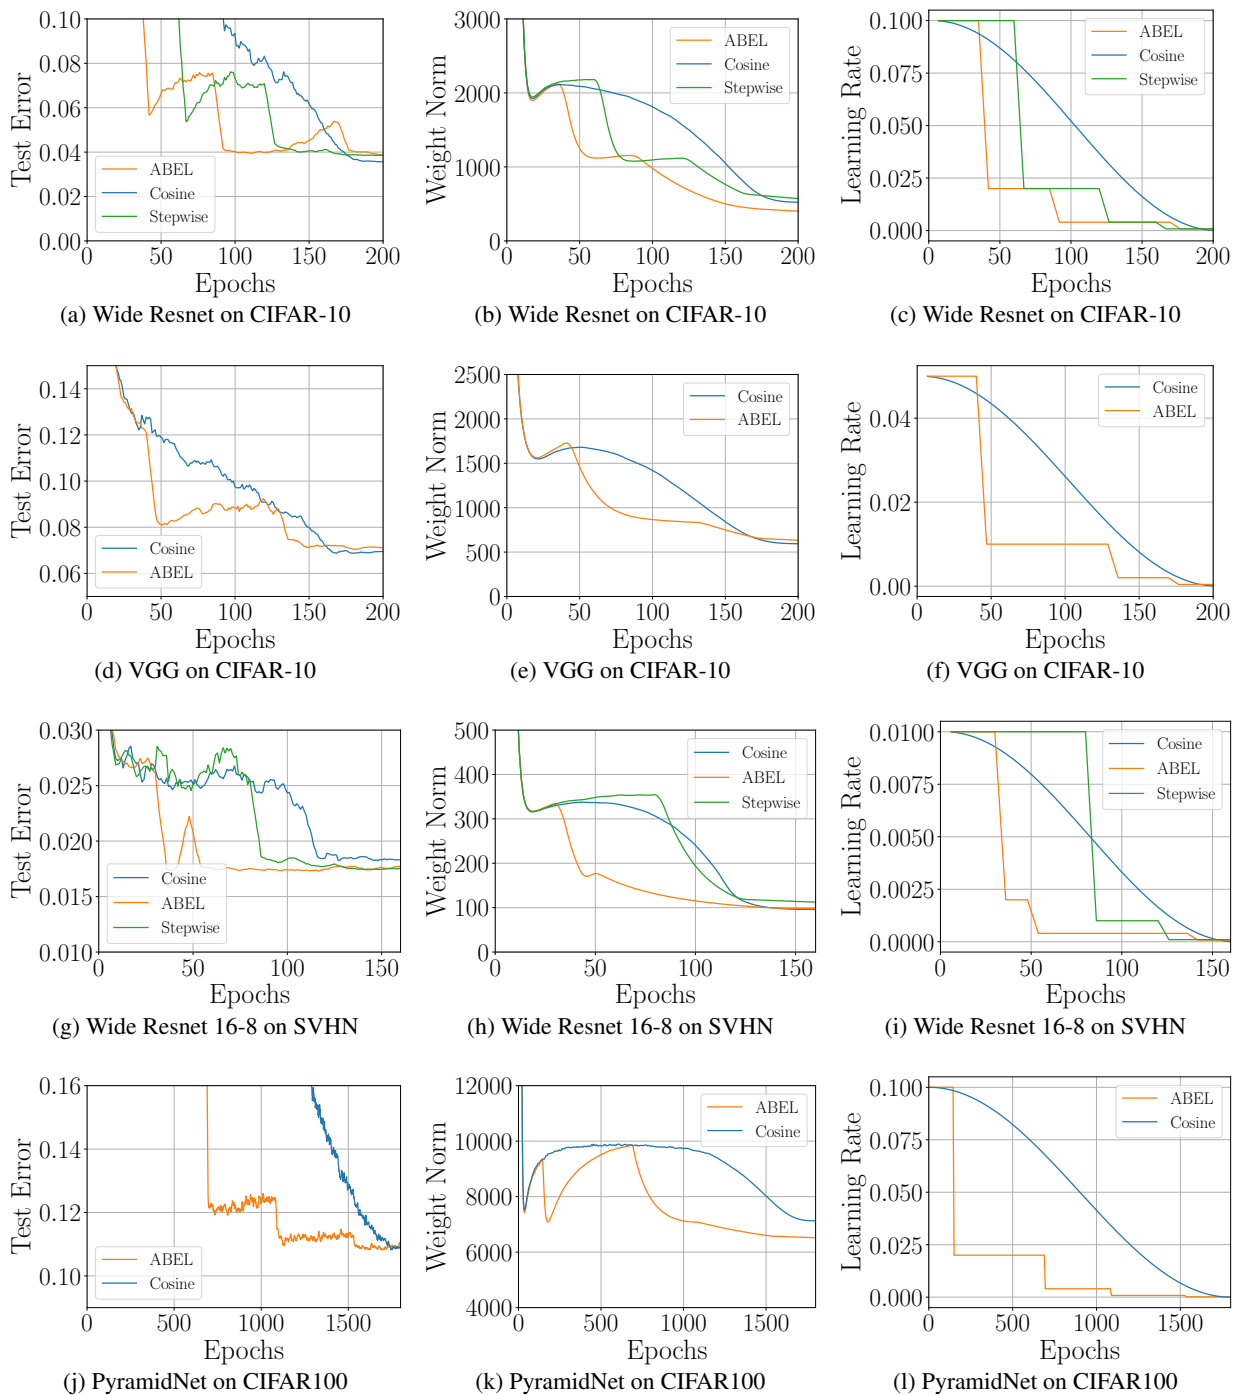 0.10
0.08
0.06
0.04
0.02
0.00
Test Error
ABEL
Cosine
Stepwise
50
100
150
200
0
Epochs
(a) Wide Resnet on CIFAR-10
3000
2000
1000
0
Weight Norm
ABEL
Cosine
Stepwise
0
50
100
150
200
Epochs
(b) Wide Resnet on CIFAR-10
0.100
0.075
0.050
0.025
0.000
Learning Rate
ABEL
Cosine
Stepwise
0
50
100
150
200
Epochs
(c) Wide Resnet on CIFAR-10
0.14
0.12
0.10
0.08
0.06
Test Error
Cosine
ABEL
0
50
100
150
200
Epochs
(d) VGG on CIFAR-10
2500
2000
1500
1000
500
0
Weight Norm
Cosine
ABEL
0
50
100
150
200
Epochs
(e) VGG on CIFAR-10
0.04
0.02
0.00
Learning Rate
Cosine
ABEL
0
50
100
150
200
Epochs
(f) VGG on CIFAR-10
0.030
0.025
0.020
0.015
0.010
Test Error
Cosine
ABEL
Stepwise
0
50
100
150
Epochs
(g) Wide Resnet 16-8 on SVHN
500
400
300
200
100
0
Weight Norm
Cosine
ABEL
Stepwise
0
50
100
150
Epochs
(h) Wide Resnet 16-8 on SVHN
0.0100
0.0075
0.0050
0.0025
0.0000
Learning Rate
Cosine
ABEL
Stepwise
0
50
100
150
Epochs
(i) Wide Resnet 16-8 on SVHN
0.16
0.14
0.12
0.10
Test Error
ABEL
Cosine
0
500
1000
1500
Epochs
(j) PyramidNet on CIFAR100
12000
10000
8000
6000
4000
Weight Norm
ABEL
Cosine
0
500
1000
1500
Epochs
(k) PyramidNet on CIFAR100
0.100
0.075
0.050
0.025
0.000
Learning Rate
ABEL
Cosine
0
500
1000
1500
Epochs
(l) PyramidNet on CIFAR100